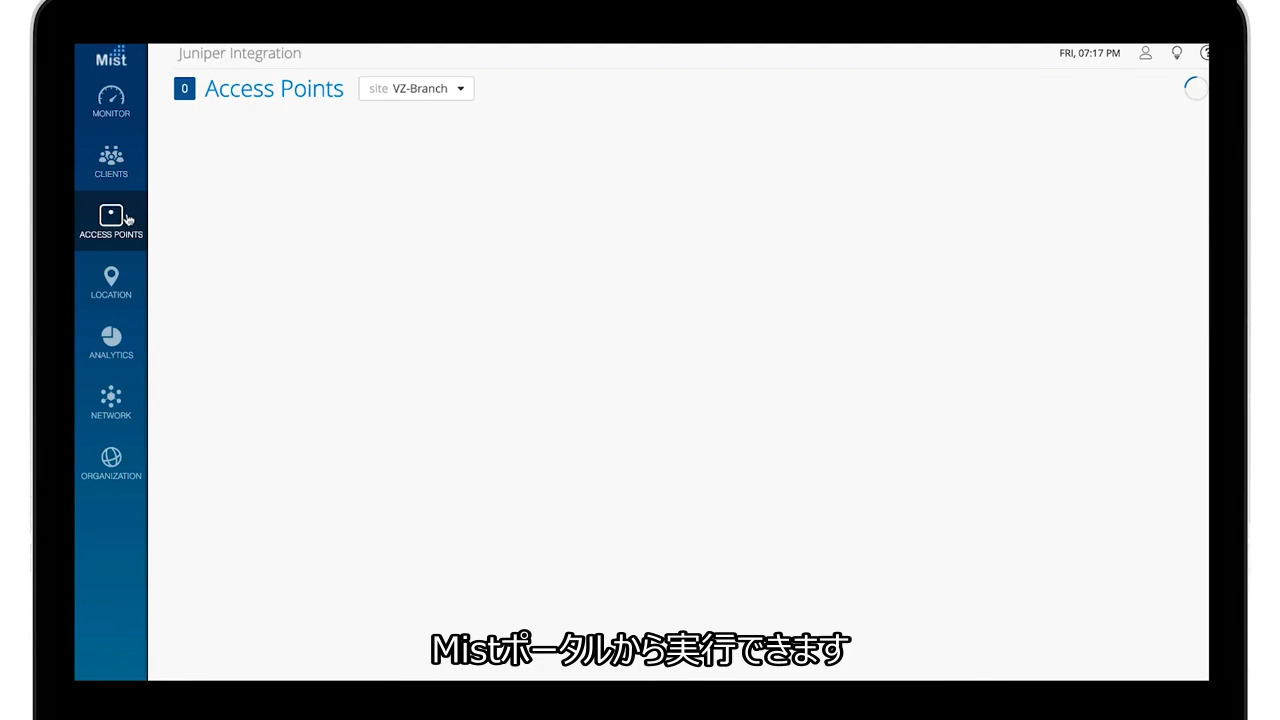 Mist
MONITOR
CLIENTS
ACCESS POINTS
LOCATION
ANALYTICS
NETWORK
ORGANIZATION
Juniper Integration
FRI, 07:17 PM
?
0 Access Points site VZ-Branch
Mistポータルから実行できます